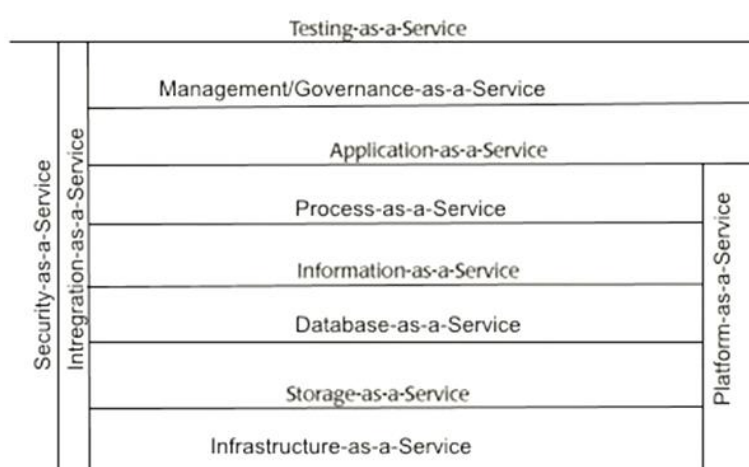 Testing-as-a-Service
Management/Governance-as-a-Service
Application-as-a-Service
Process-as-a-Service
Information-as-a-Service
Database-as-a-Service
Storage-as-a-Service
Infrastructure-as-a-Service
Security-as-a-Service
Intregration-as-a-Service
Platform-as-a-Service